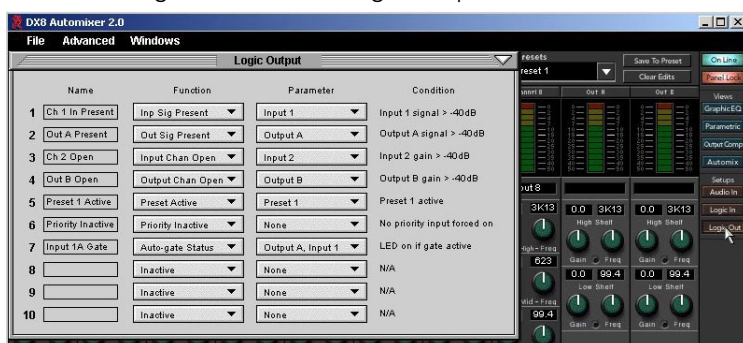 DX8 Automixer 2.0
File Advanced Windows
Logic Output
Name Function Parameter Condition
1 Ch 1 In Present Inp Sig Present Input 1 Input 1 signal > -40dB
2 Out A Present Out Sig Present Output A Output A signal > -40dB
3 Ch 2 Open Input Chan Open Input 2 Input 2 gain > -40dB
4 Out B Open Output Chan Open Output B Output B gain > -40dB
5 Preset 1 Active Preset Active Preset 1 Preset 1 active
6 Priority Inactive Priority Inactive None No priority input forced on
7 Input 1A Gate Auto-gate Status Output A, Input 1 LED on if gate active
8 Inactive None N/A
9 Inactive None N/A
10 Inactive None N/A
resets
reset 1
Save To Preset
Clear Edits
On Line
Panel Lock
Views
Graphic EQ
Parametric
Output Comp
Automix
Setups
Audio In
Logic In
Logic Out
Out 8
3K13 0.0 3K13 0.0 3K13
High Shelf High Shelf
High-Freq Gain Freq Gain Freq
623 0.0 99.4 0.0 99.4
Low Shelf Low Shelf
Mid-Freq
99.4 Gain Freq Gain Freq